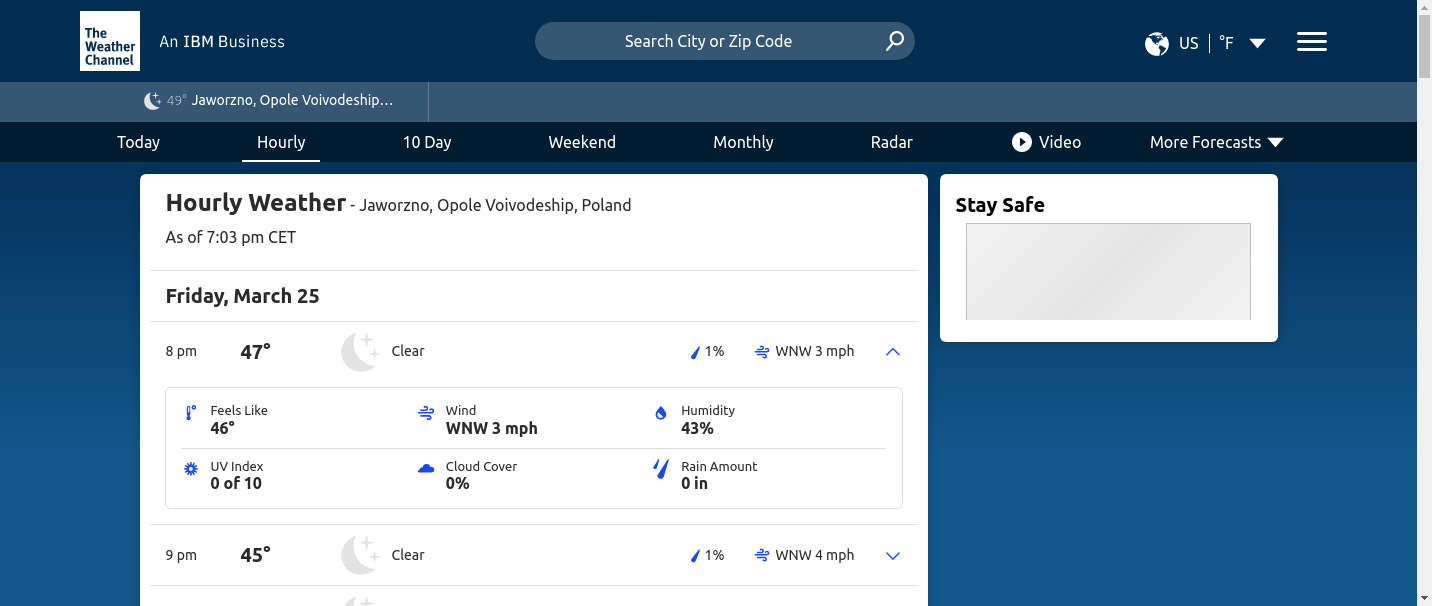 The
Weather
Channel
An IBM Business
Search City or Zip Code
US | °F
49° Jaworzno, Opole Voivodeship...
Today Hourly 10 Day Weekend Monthly Radar Video More Forecasts
Hourly Weather - Jaworzno, Opole Voivodeship, Poland
As of 7:03 pm CET
Stay Safe
Friday, March 25
8 pm 47° Clear 1% WNW 3 mph
Feels Like
46°
Wind
WNW 3 mph
Humidity
43%
UV Index
0 of 10
Cloud Cover
0%
Rain Amount
0 in
9 pm 45° Clear 1% WNW 4 mph